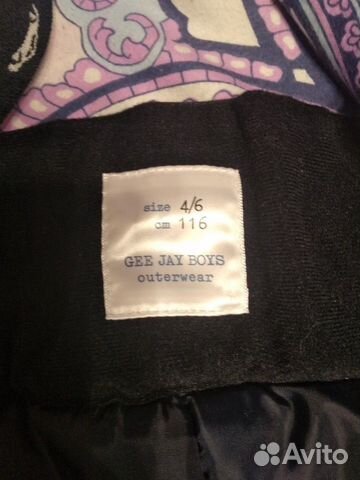 size 4/6
cm 116
GEE JAY BOYS
outerwear
Avito